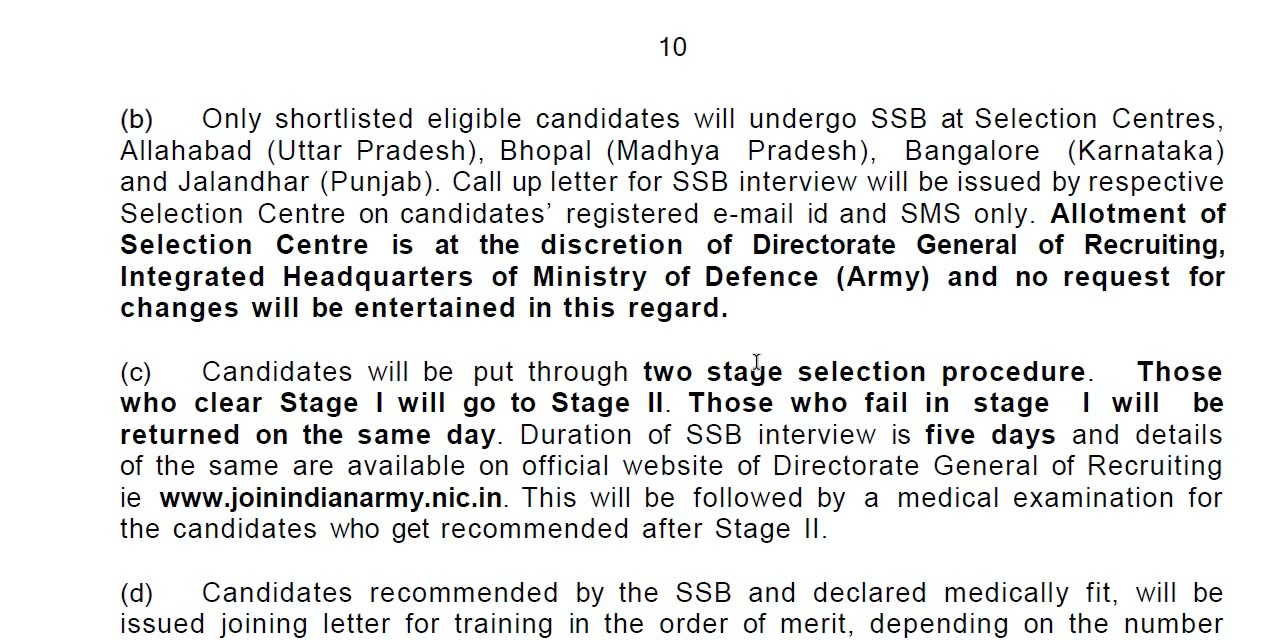 10
(b) Only shortlisted eligible candidates will undergo SSB at Selection Centres,
Allahabad (Uttar Pradesh), Bhopal (Madhya Pradesh), Bangalore (Karnataka)
and Jalandhar (Punjab). Call up letter for SSB interview will be issued by respective
Selection Centre on candidates’ registered e-mail id and SMS only. Allotment of
Selection Centre is at the discretion of Directorate General of Recruiting,
Integrated Headquarters of Ministry of Defence (Army) and no request for
changes will be entertained in this regard.
(c) Candidates will be put through two stage selection procedure. Those
who clear Stage I will go to Stage II. Those who fail in stage I will be
returned on the same day. Duration of SSB interview is five days and details
of the same are available on official website of Directorate General of Recruiting
ie www.joinindianarmy.nic.in. This will be followed by a medical examination for
the candidates who get recommended after Stage II.
(d) Candidates recommended by the SSB and declared medically fit, will be
issued joining letter for training in the order of merit, depending on the number